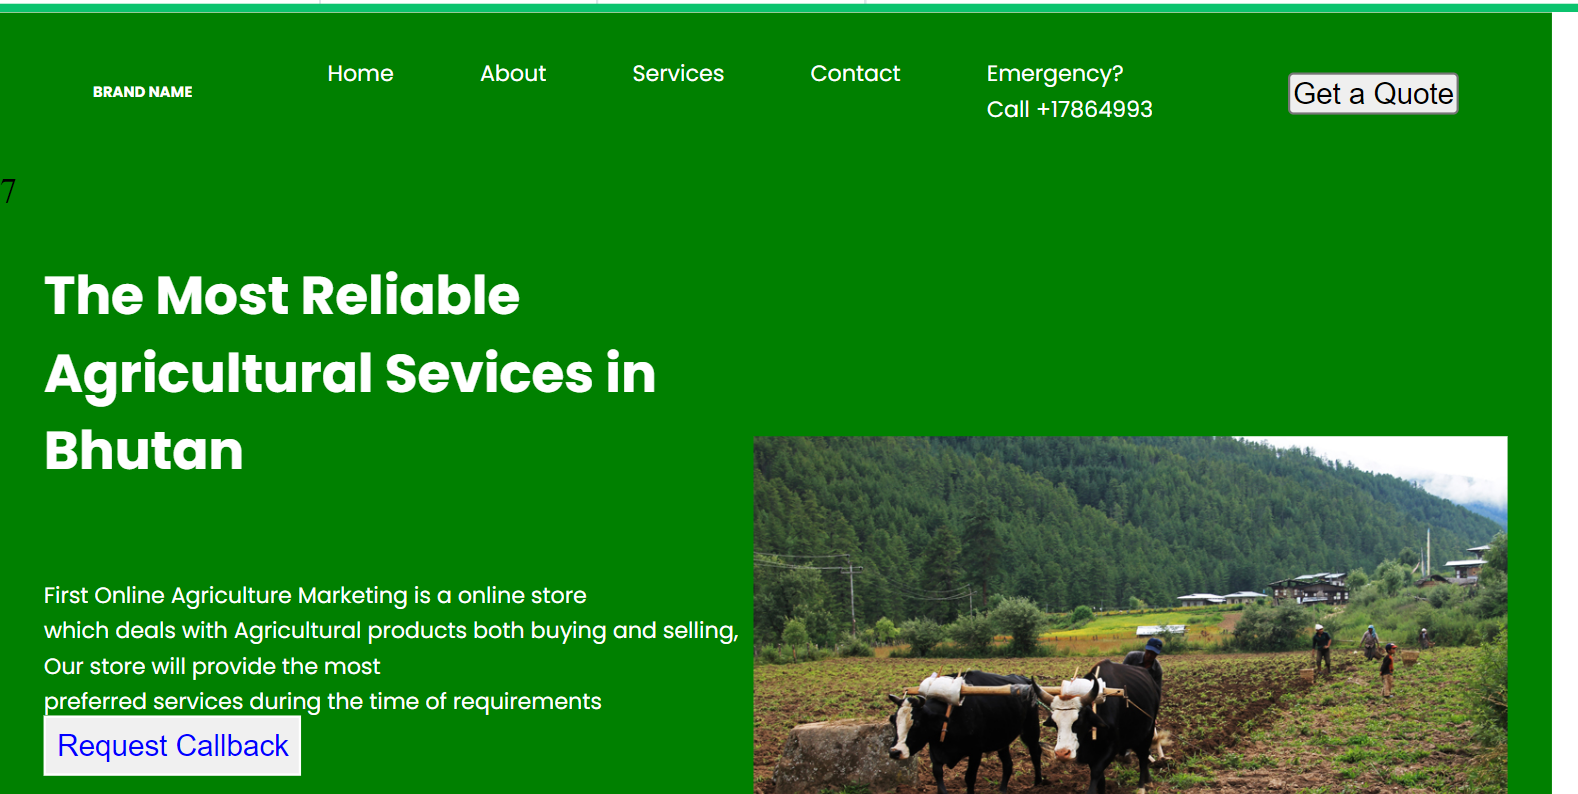 BRAND NAME
Home
About
Services
Contact
Emergency?
Call +17864993
Get a Quote
7
The Most Reliable
Agricultural Sevices in
Bhutan
First Online Agriculture Marketing is a online store
which deals with Agricultural products both buying and selling,
Our store will provide the most
preferred services during the time of requirements
Request Callback